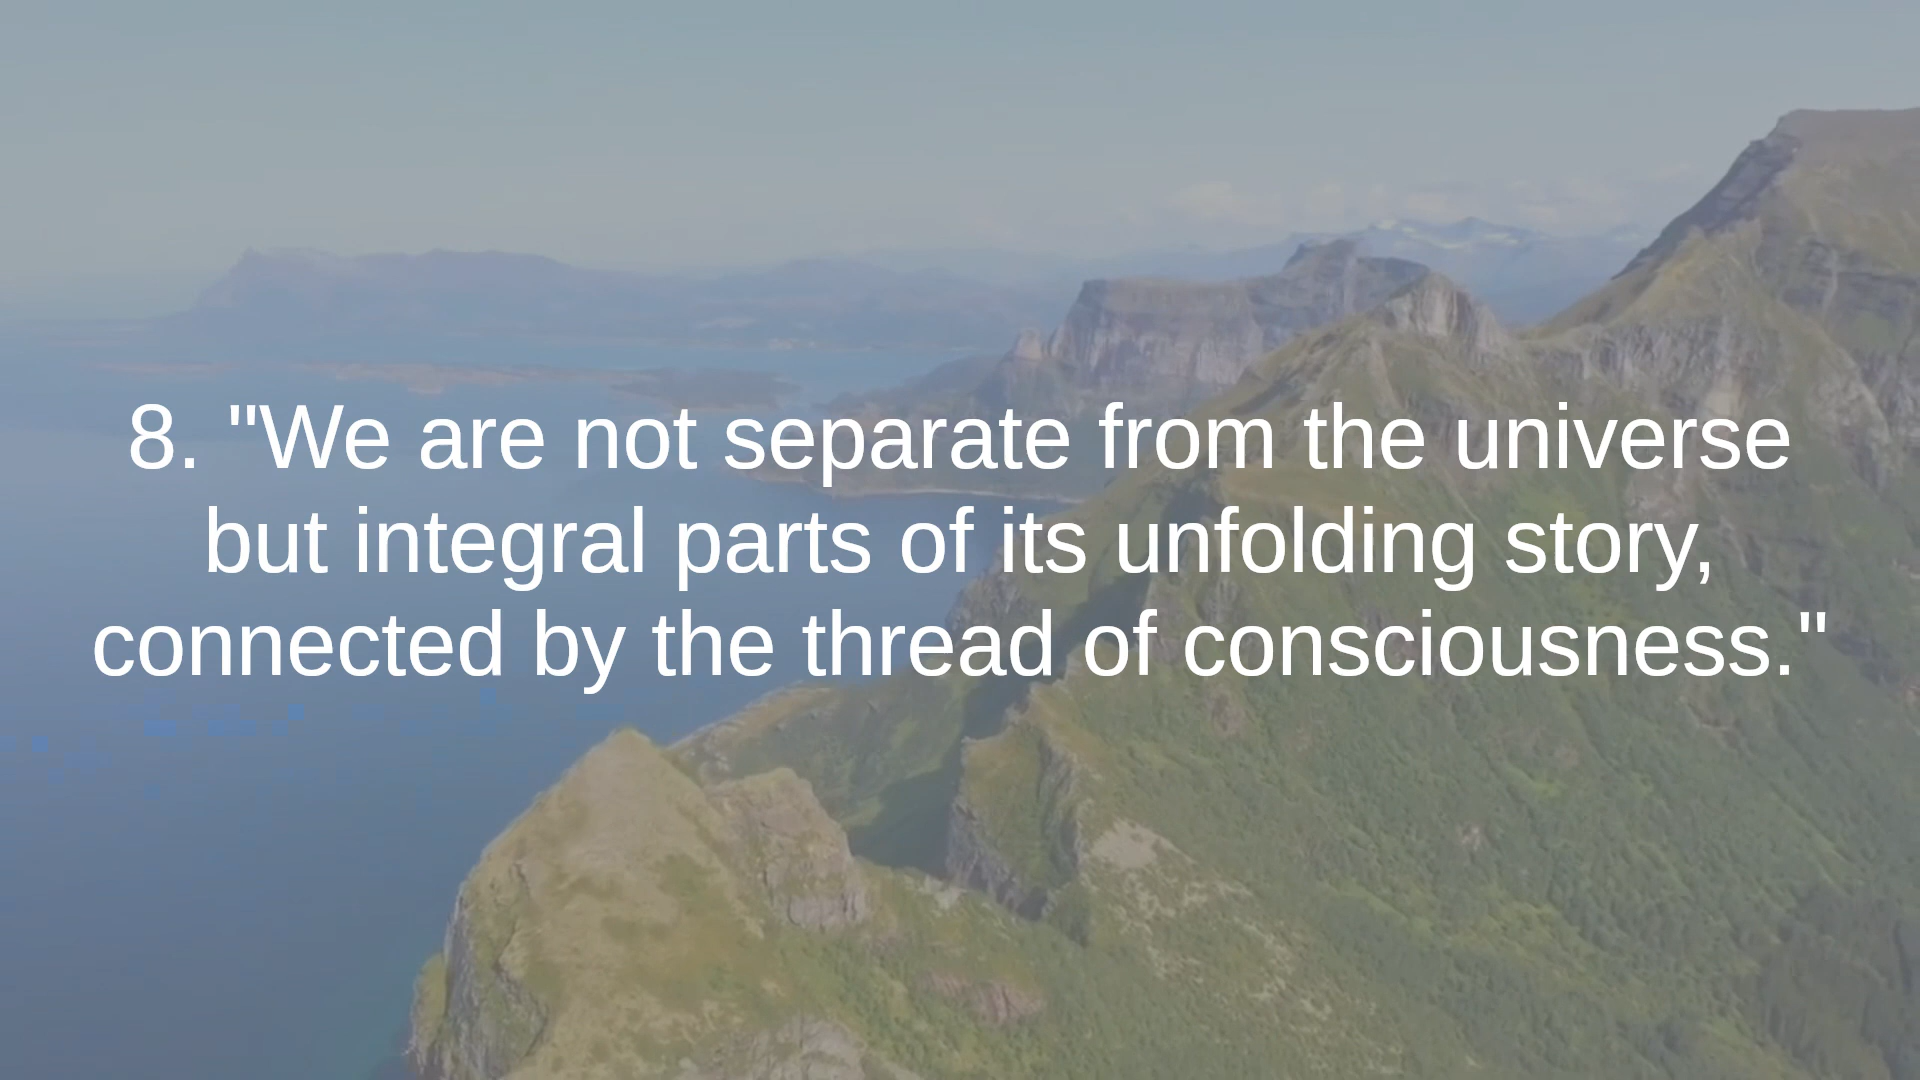 8. "We are not separate from the universe
but integral parts of its unfolding story,
connected by the thread of consciousness."